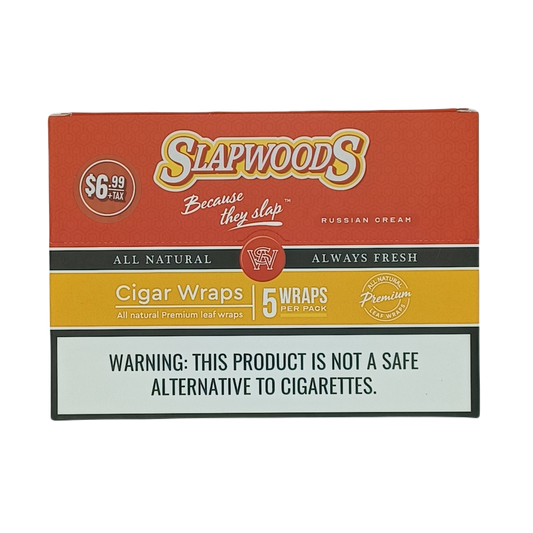 SLAPWOODS
$6.99
+TAX
Because
they slap™
RUSSIAN CREAM
ALL NATURAL
ALWAYS FRESH
Cigar Wraps
All natural Premium leaf wraps
5 WRAPS
PER PACK
ALL NATURAL
Premium
LEAF WRAPS
WARNING: THIS PRODUCT IS NOT A SAFE
ALTERNATIVE TO CIGARETTES.